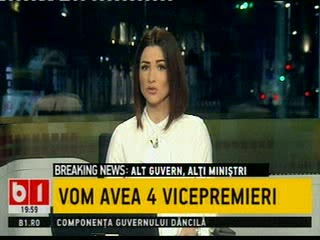 BREAKING NEWS: ALT GUVERN, ALȚI MINIȘTRI
b1
VOM AVEA 4 VICEPREMIERI
19:59
B1.RO
COMPONENȚA GUVERNULUI DĂNCILĂ